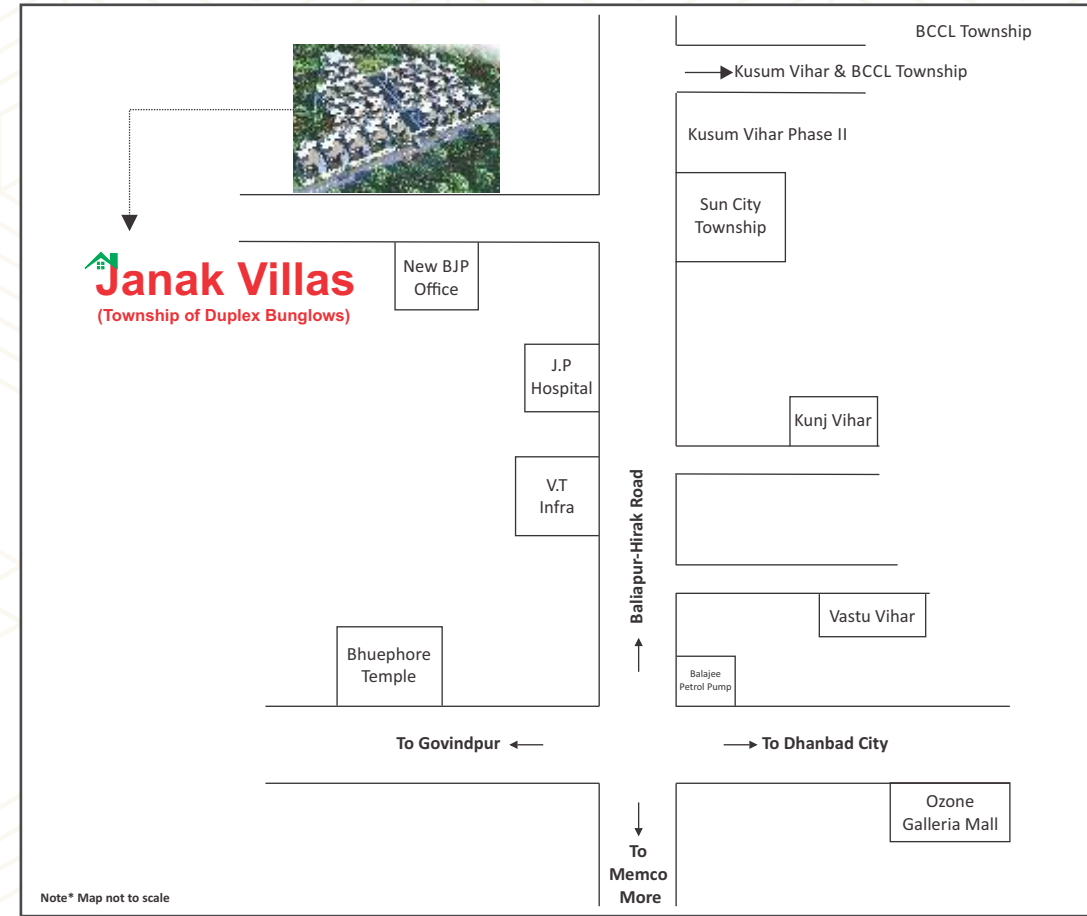 BCCL Township
Kusum Vihar & BCCL Township
Kusum Vihar Phase II
Sun City
Township
New BJP
Office
Janak Villas
(Township of Duplex Bunglows)
J.P
Hospital
Kunj Vihar
V.T
Infra
Baliapur-Hirak Road
Vastu Vihar
Bhuephore
Temple
Balajee
Petrol Pump
To Govindpur
To Dhanbad City
Ozone
Galleria Mall
To
Memco
More
Note* Map not to scale